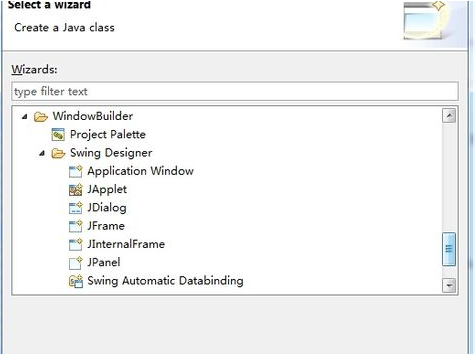 Select a wizard
Create a Java class
Wizards:
type filter text
WindowBuilder
Project Palette
Swing Designer
Application Window
JApplet
JDialog
JFrame
JInternalFrame
JPanel
Swing Automatic Databinding